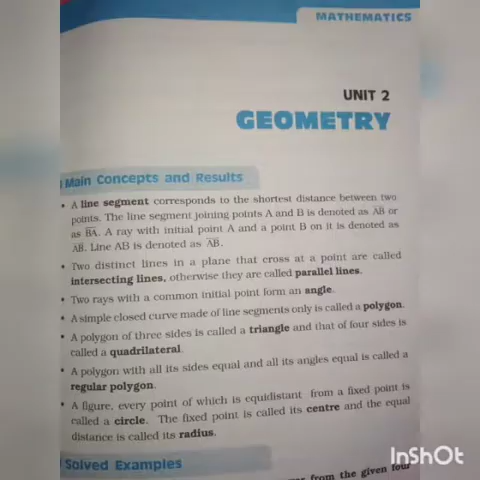 MATHEMATICS
UNIT 2
GEOMETRY
Main Concepts and Results
• A line segment corresponds to the shortest distance between two
points. The line segment joining points A and B is denoted as AB or
as BA. A ray with initial point A and a point B on it is denoted as
AB. Line AB is denoted as AB.
• Two distinct lines in a plane that cross at a point are called
intersecting lines, otherwise they are called parallel lines.
• Two rays with a common initial point form an angle.
• A simple closed curve made of line segments only is called a polygon.
• A polygon of three sides is called a triangle and that of four sides is
called a quadrilateral.
• A polygon with all its sides equal and all its angles equal is called a
regular polygon.
• A figure, every point of which is equidistant from a fixed point is
called a circle. The fixed point is called its centre and the equal
distance is called its radius.
Solved Examples
from the given four
InShOt